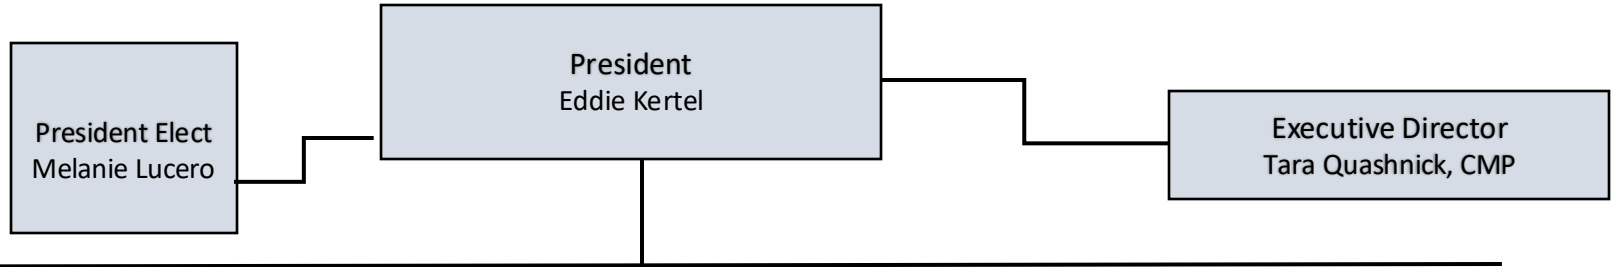 President
Eddie Kertel
President Elect
Melanie Lucero
Executive Director
Tara Quashnick, CMP